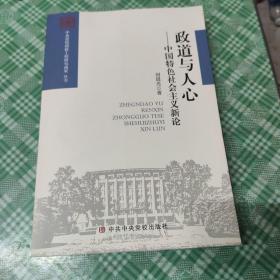 政道与人心
——中国特色社会主义新论
ZHENGDAO YU
RENXIN
ZHONGGUO TESE
SHEHUIZHUYI
XIN LUN
中共中央党校出版社